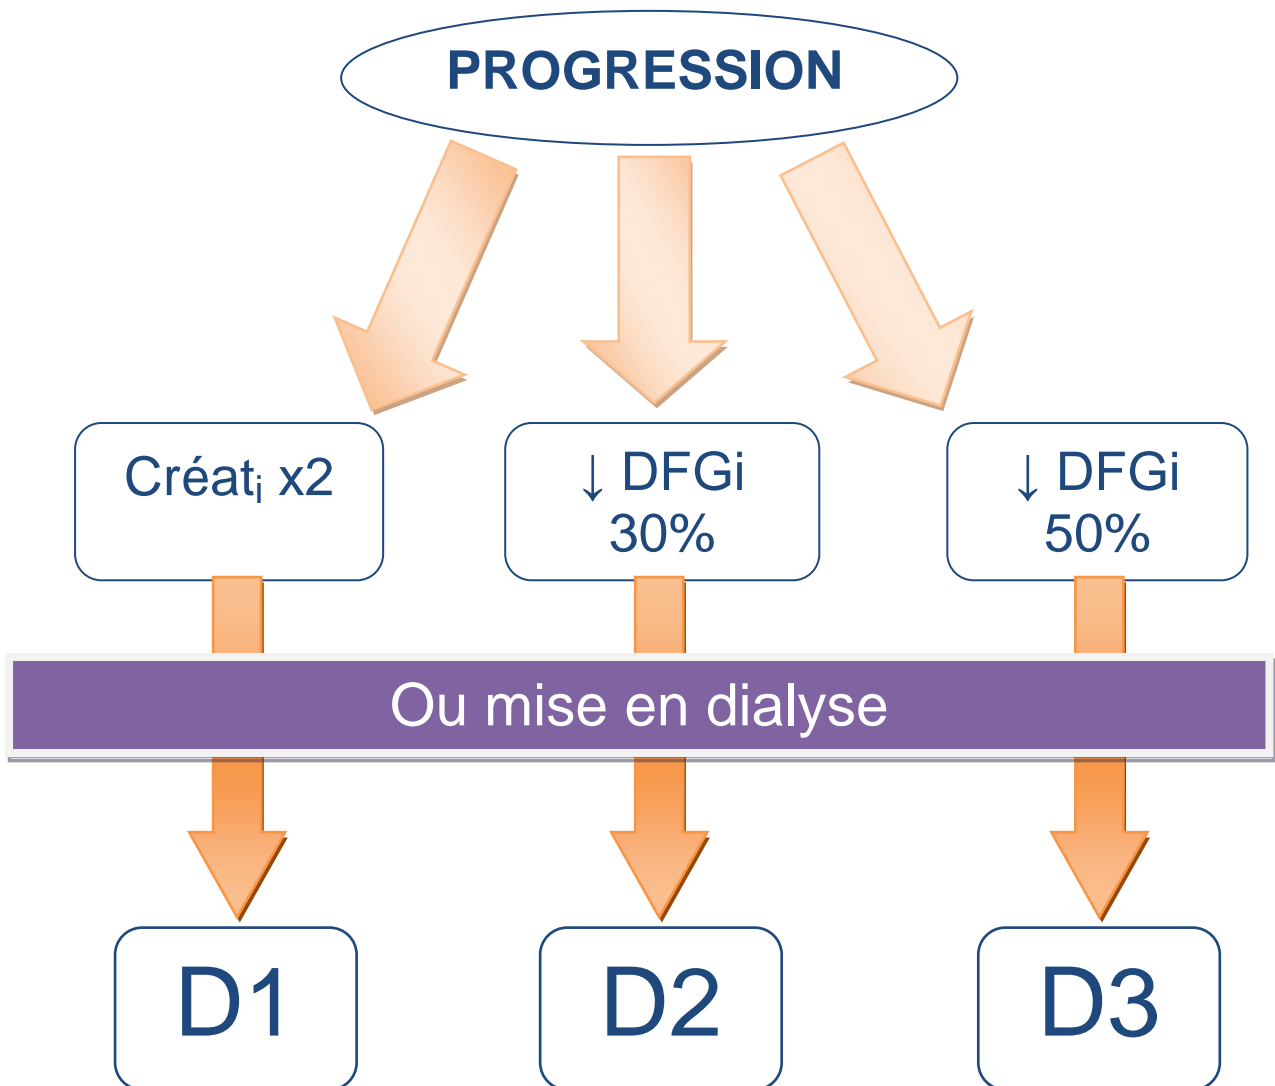 PROGRESSION
Créatᵢ x2
↓ DFGi
30%
↓ DFGi
50%
Ou mise en dialyse
D1
D2
D3